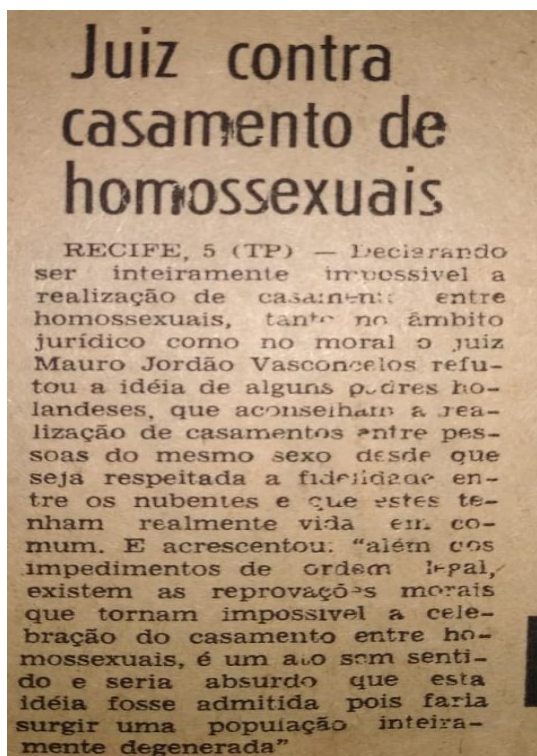 Juiz contra
casamento de
homossexuais
RECIFE, 5 (TP) — Declarando
ser inteiramente impossivel a
realização de casament entre
homossexuais, tanto no âmbito
jurídico como no moral o juiz
Mauro Jordão Vasconcelos refu-
tou a idéia de alguns padres ho-
landeses, que aconselham a rea-
lização de casamentos entre pes-
soas do mesmo sexo desde que
seja respeitada a fidelidade en-
tre os nubentes e que estes te-
nham realmente vida em co-
mum. E acrescentou: "além dos
impedimentos de ordem legal,
existem as reprovações morais
que tornam impossível a cele-
bração do casamento entre ho-
mossexuais, é um ato sem senti-
do e seria absurdo que esta
idéia fosse admitida pois faria
surgir uma população inteira-
mente degenerada"